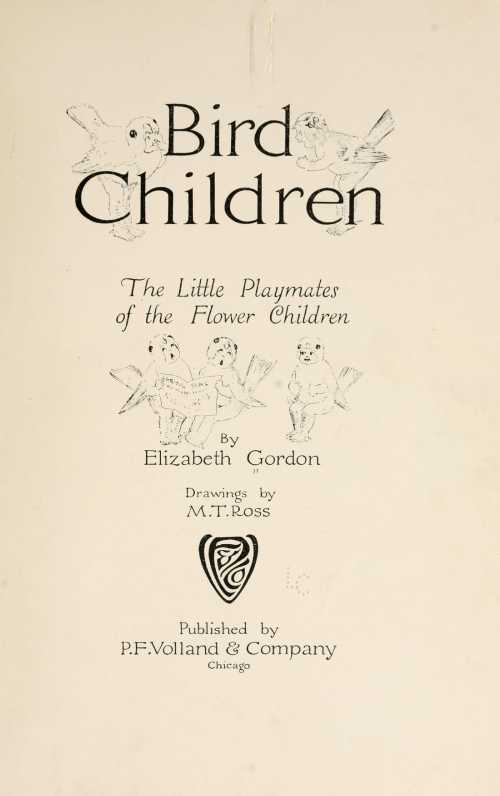 Bird
Children
The Little Playmates
of the Flower Children
By
Elizabeth Gordon
Drawings by
M.T.Ross
Published by
P.F.Volland & Company
Chicago